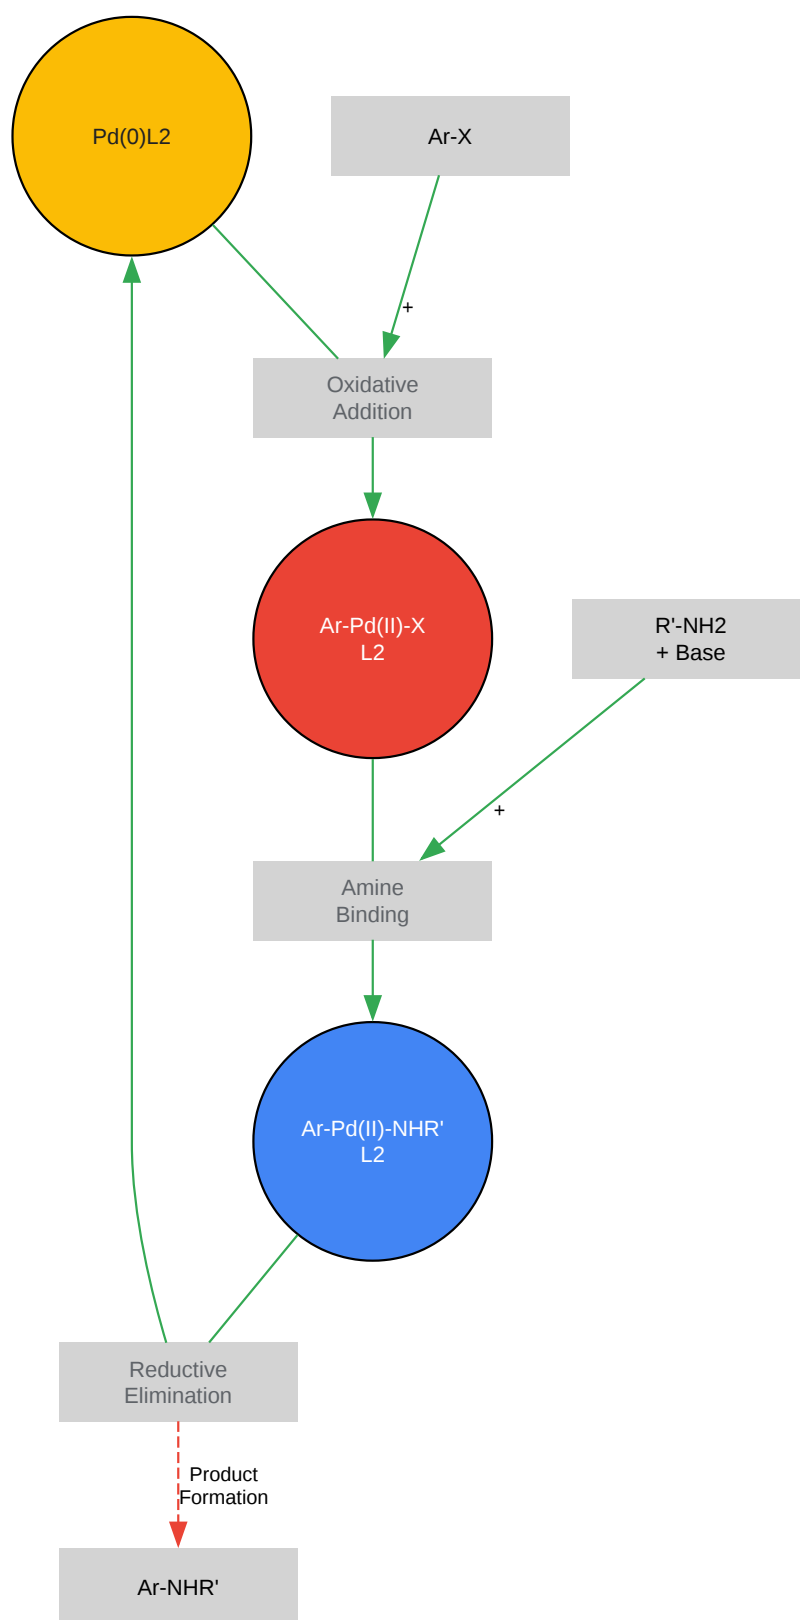 Pd(0)L2
Ar-X
+
Oxidative
Addition
Ar-Pd(II)-X
L2
R'-NH2
+ Base
+
Amine
Binding
Ar-Pd(II)-NHR'
L2
Reductive
Elimination
Product
Formation
Ar-NHR'